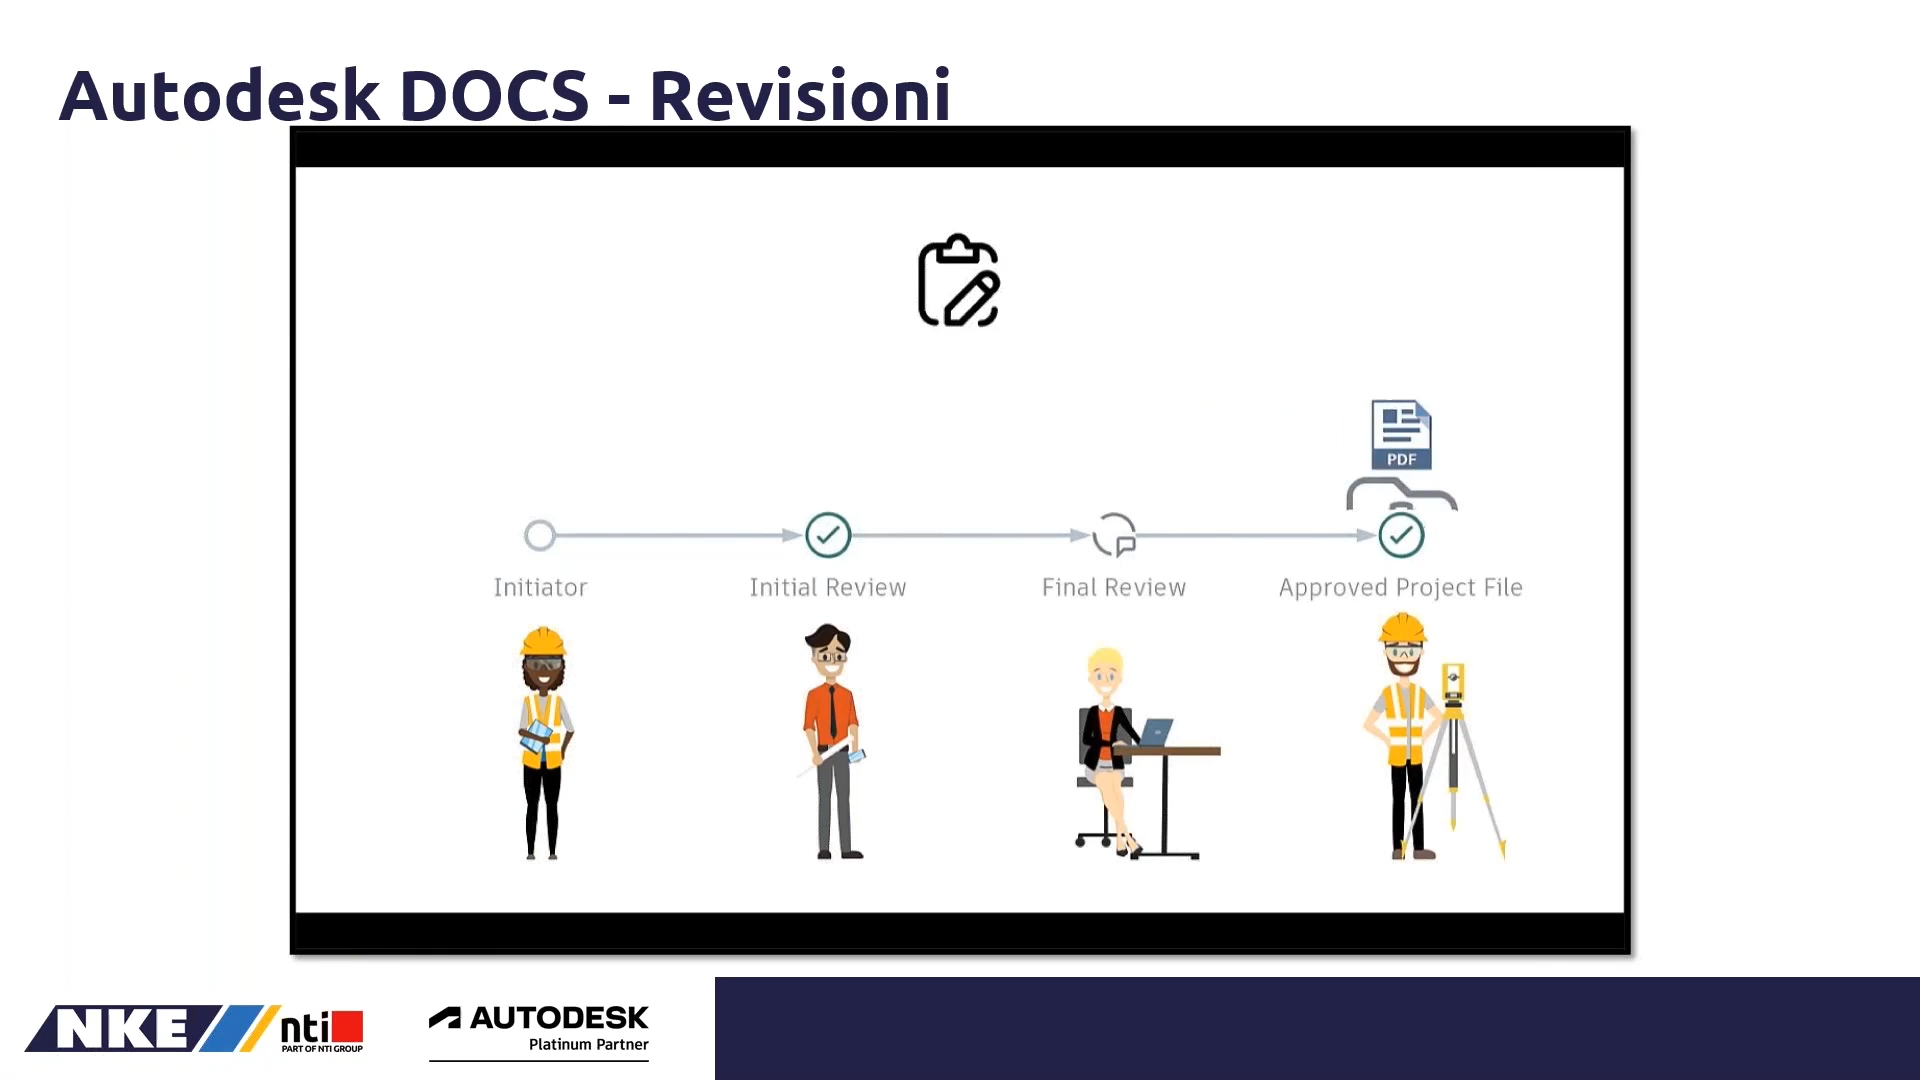 Autodesk DOCS - Revisioni
PDF
Initiator
Initial Review
Final Review
Approved Project File
NKE
nti
PART OF NTI GROUP
AUTODESK
Platinum Partner